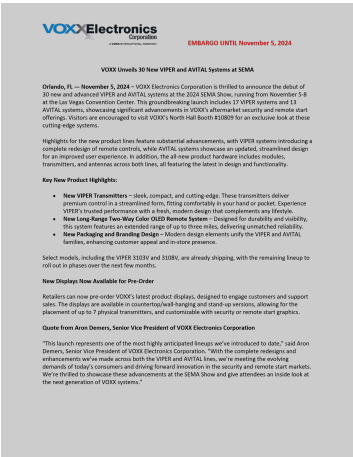 VOXXElectronics
Corporation
EMBARGO UNTIL November 5, 2024
VOXX Unveils 30 New VIPER and AVITAL Systems at SEMA
Orlando, FL — November 5, 2024 – VOXX Electronics Corporation is thrilled to announce the debut of
30 new and advanced VIPER and AVITAL systems at the 2024 SEMA Show, running from November 5-8
at the Las Vegas Convention Center. This groundbreaking launch includes 17 VIPER systems and 13
AVITAL systems, showcasing significant advancements in VOXX's aftermarket security and remote start
offerings. Visitors are encouraged to visit VOXX's North Hall Booth #10809 for an exclusive look at these
cutting-edge systems.
Highlights for the new product lines feature substantial advancements, with VIPER systems introducing a
complete redesign of remote controls, while AVITAL systems showcase an updated, streamlined design
for an improved user experience. In addition, the all-new product hardware includes modules,
transmitters, and antennas across both lines, all featuring the latest in design and functionality.
Key New Product Highlights:
• New VIPER Transmitters – sleek, compact, and cutting-edge. These transmitters deliver
premium control in a streamlined form, fitting comfortably in your hand or pocket. Experience
VIPER's trusted performance with a fresh, modern design that complements any lifestyle.
• New Long-Range Two-Way Color OLED Remote System – Designed for durability and visibility,
this system features an extended range of up to three miles, delivering unmatched reliability.
• New Packaging and Branding Design – Modern design elements unify the VIPER and AVITAL
families, enhancing customer appeal and in-store presence.
Select models, including the VIPER 3103V and 3108V, are already shipping, with the remaining lineup to
roll out in phases over the next few months.
New Displays Now Available for Pre-Order
Retailers can now pre-order VOXX's latest product displays, designed to engage customers and support
sales. The displays are available in countertop/wall-hanging and stand-up versions, allowing for the
placement of up to 7 physical transmitters, and customizable with security or remote start graphics.
Quote from Aron Demers, Senior Vice President of VOXX Electronics Corporation
"This launch represents one of the most highly anticipated lineups we've introduced to date," said Aron
Demers, Senior Vice President of VOXX Electronics Corporation. "With the complete redesigns and
enhancements we've made across both the VIPER and AVITAL lines, we're meeting the evolving
demands of today's consumers and driving forward innovation in the security and remote start markets.
We're thrilled to showcase these advancements at the SEMA Show and give attendees an inside look at
the next generation of VOXX systems."